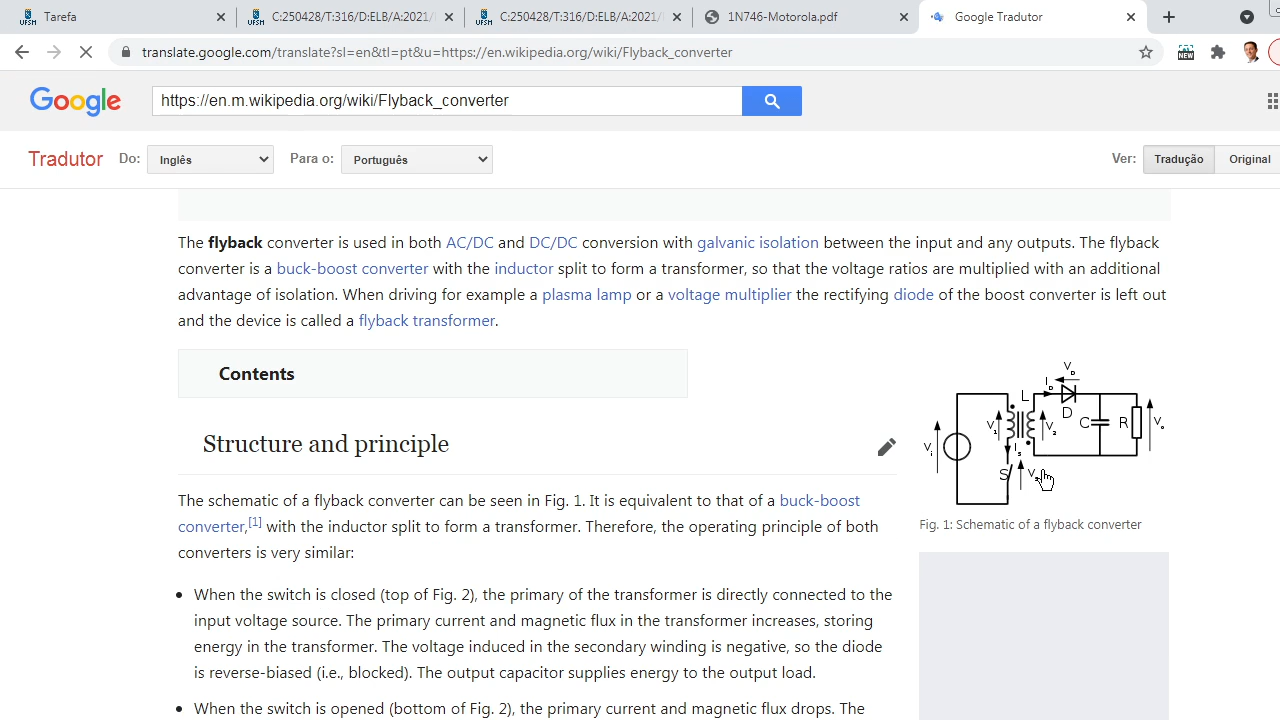 Tarefa
C:250428/T:316/D:ELB/A:2021/
C:250428/T:316/D:ELB/A:2021/
1N746-Motorola.pdf
Google Tradutor
translate.google.com/translate?sl=en&tl=pt&u=https://en.wikipedia.org/wiki/Flyback_converter
NEW
Google
https://en.m.wikipedia.org/wiki/Flyback_converter
Tradutor Do: Inglês Para o: Português Ver: Tradução Original
The flyback converter is used in both AC/DC and DC/DC conversion with galvanic isolation between the input and any outputs. The flyback
converter is a buck-boost converter with the inductor split to form a transformer, so that the voltage ratios are multiplied with an additional
advantage of isolation. When driving for example a plasma lamp or a voltage multiplier the rectifying diode of the boost converter is left out
and the device is called a flyback transformer.
Contents
Structure and principle
The schematic of a flyback converter can be seen in Fig. 1. It is equivalent to that of a buck-boost
converter,[1] with the inductor split to form a transformer. Therefore, the operating principle of both
converters is very similar:
When the switch is closed (top of Fig. 2), the primary of the transformer is directly connected to the
input voltage source. The primary current and magnetic flux in the transformer increases, storing
energy in the transformer. The voltage induced in the secondary winding is negative, so the diode
is reverse-biased (i.e., blocked). The output capacitor supplies energy to the output load.
When the switch is opened (bottom of Fig. 2), the primary current and magnetic flux drops. The
VD
ID
L
D
Vi
V1
V2
C
R
Vo
Is
S
Fig. 1: Schematic of a flyback converter